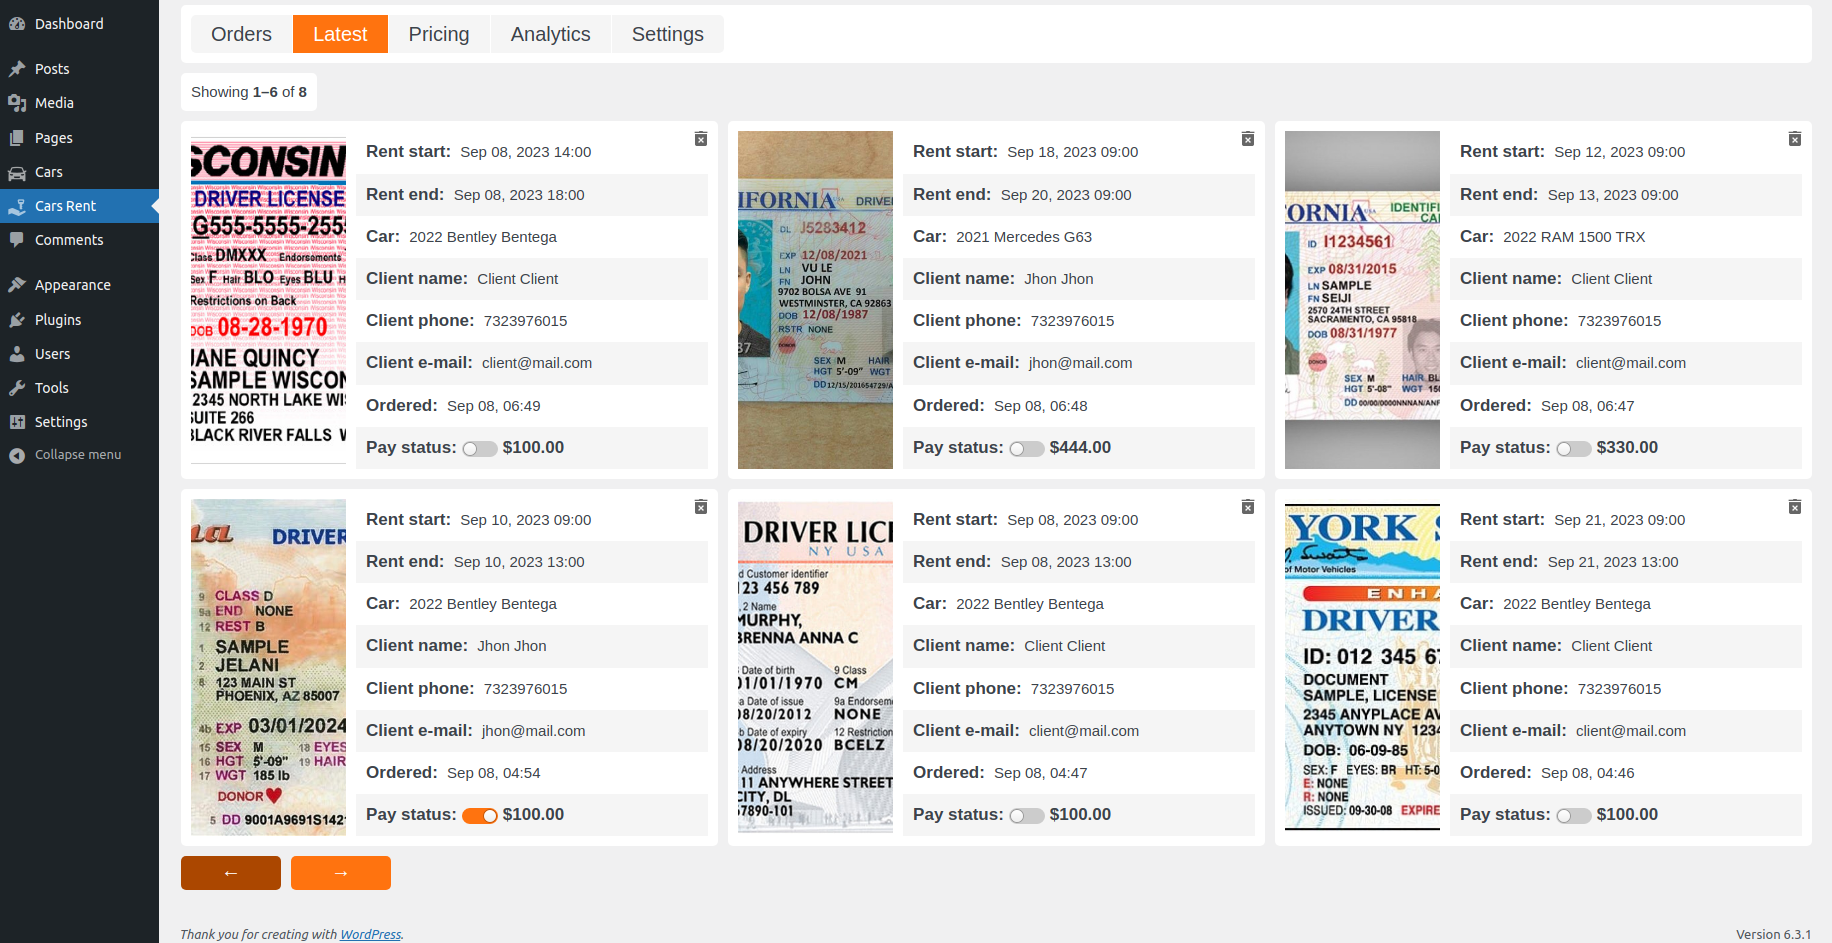 Dashboard
Posts
Media
Pages
Cars
Cars Rent
Comments
Appearance
Plugins
Users
Tools
Settings
Collapse menu
Orders
Latest
Pricing
Analytics
Settings
Showing 1–6 of 8
SCONSIN
DRIVER LICENSE
G555-5555-2555
Class DMXXX Endorsements
Sex F Hair BLO Eyes BLU H
Restrictions on Back
DOB 08-28-1970
JANE QUINCY
SAMPLE WISCON
12345 NORTH LAKE WI
SUITE 266
BLACK RIVER FALLS W
Rent start: Sep 08, 2023 14:00
Rent end: Sep 08, 2023 18:00
Car: 2022 Bentley Bentega
Client name: Client Client
Client phone: 7323976015
Client e-mail: client@mail.com
Ordered: Sep 08, 06:49
Pay status: $100.00
IFORNIA USA DRIVE
DL J5283412
EXP 12/08/2021
LN VU LE
FN JOHN
9702 BOLSA AVE 91
WESTMINSTER, CA 92863
DOB 12/08/1987
RSTR NONE
DONOR
SEX M HAIR
HGT 5'-09" WGT
DD 12/15/201654729/A
37
Rent start: Sep 18, 2023 09:00
Rent end: Sep 20, 2023 09:00
Car: 2021 Mercedes G63
Client name: Jhon Jhon
Client phone: 7323976015
Client e-mail: jhon@mail.com
Ordered: Sep 08, 06:48
Pay status: $444.00
ORNIA USA IDENTIFI
CA
ID I1234561
EXP 08/31/2015
LN SAMPLE
FN SEIJI
2570 24TH STREET
SACRAMENTO, CA 95818
DOB 08/31/1977
DONOR
SEX M HAIR BL
HGT 5'-08" WGT 15
DD 00/00/0000NNNAN/ANF
Rent start: Sep 12, 2023 09:00
Rent end: Sep 13, 2023 09:00
Car: 2022 RAM 1500 TRX
Client name: Client Client
Client phone: 7323976015
Client e-mail: client@mail.com
Ordered: Sep 08, 06:47
Pay status: $330.00
na DRIVER
9 CLASS D
9a END NONE
12 REST B
1 SAMPLE
2 JELANI
8 123 MAIN ST
PHOENIX, AZ 85007
4b EXP 03/01/2024
15 SEX M 18 EYES
16 HGT 5'-09" 19 HAIR
17 WGT 185 lb
DONOR
5 DD 9001A9691S1421
Rent start: Sep 10, 2023 09:00
Rent end: Sep 10, 2023 13:00
Car: 2022 Bentley Bentega
Client name: Jhon Jhon
Client phone: 7323976015
Client e-mail: jhon@mail.com
Ordered: Sep 08, 04:54
Pay status: $100.00
DRIVER LICE
NY USA
d Customer identifier
123 456 789
, 2 Name
MURPHY,
BRENNA ANNA C
3 Date of birth 9 Class
01/01/1970 CM
a Date of issue 9a Endorsem
08/20/2012 NONE
b Date of expiry 12 Restriction
08/20/2020 BCELZ
Address
11 ANYWHERE STREET
CITY, DL
67890-101
Rent start: Sep 08, 2023 09:00
Rent end: Sep 08, 2023 13:00
Car: 2022 Bentley Bentega
Client name: Client Client
Client phone: 7323976015
Client e-mail: client@mail.com
Ordered: Sep 08, 04:47
Pay status: $100.00
YORK S
of Motor Vehicles
ENHA
DRIVER
ID: 012 345 67
DOCUMENT
SAMPLE, LICENSE
2345 ANYPLACE AV
ANYTOWN NY 1234
DOB: 06-09-85
SEX: F EYES: BR HT: 5-0
E: NONE
R: NONE
ISSUED: 09-30-08 EXPIRE
Rent start: Sep 21, 2023 09:00
Rent end: Sep 21, 2023 13:00
Car: 2022 Bentley Bentega
Client name: Client Client
Client phone: 7323976015
Client e-mail: client@mail.com
Ordered: Sep 08, 04:46
Pay status: $100.00
←
→
Thank you for creating with WordPress.
Version 6.3.1